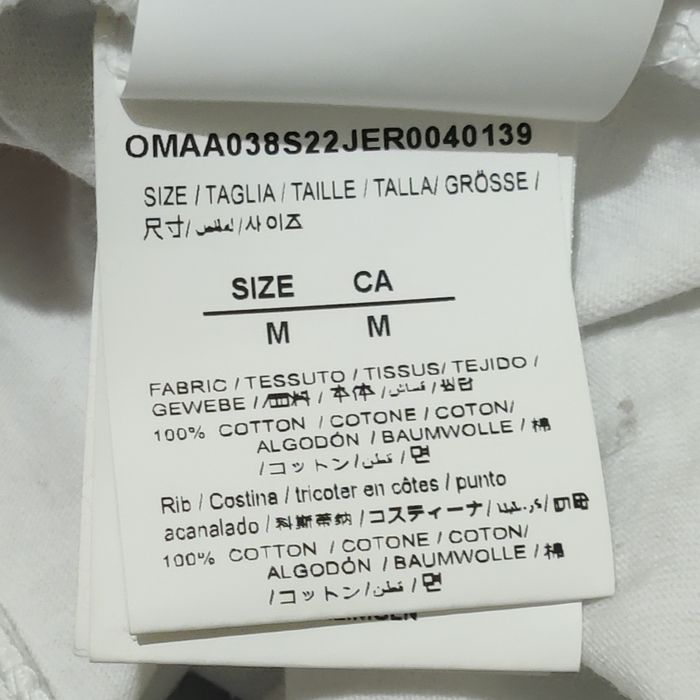 OMAA038S22JER0040139
SIZE / TAGLIA / TAILLE / TALLA/ GRÖSSE /
尺寸/ /사이즈
SIZE CA
M M
FABRIC / TESSUTO / TISSUS/ TEJIDO /
GEWEBE / / 本体 / قماش / 원단
100% COTTON / COTONE / COTON/
ALGODÓN / BAUMWOLLE / 棉
/コットン/ قطن / 면
Rib / Costina / tricoter en côtes / punto
acanalado / 科斯蒂纳 / コスティーナ/
100% COTTON / COTONE / COTON/
ALGODÓN / BAUMWOLLE / 棉
/コットン/ قطن / 면